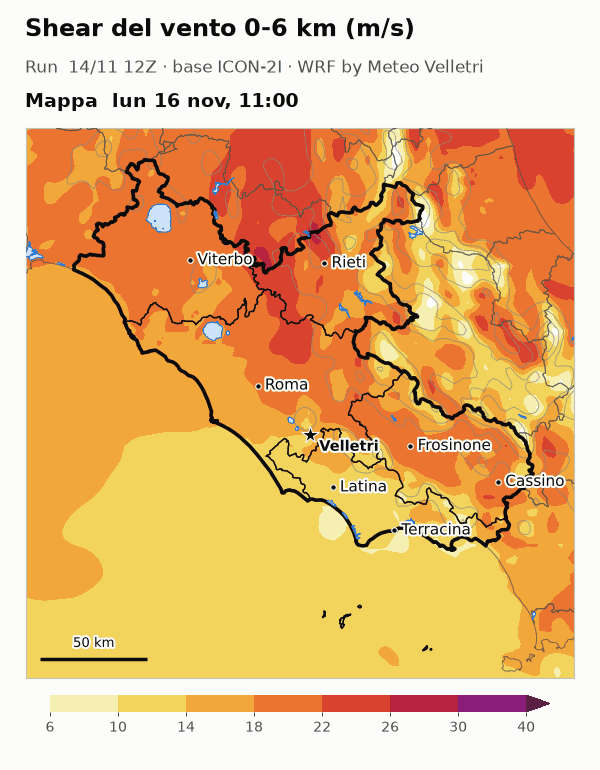 Shear del vento 0-6 km (m/s)
Run 14/11 12Z · base ICON-2I · WRF by Meteo Velletri
Mappa lun 16 nov, 11:00
Viterbo
Rieti
Roma
Velletri
Frosinone
Cassino
Latina
Terracina
50 km
6 10 14 18 22 26 30 40